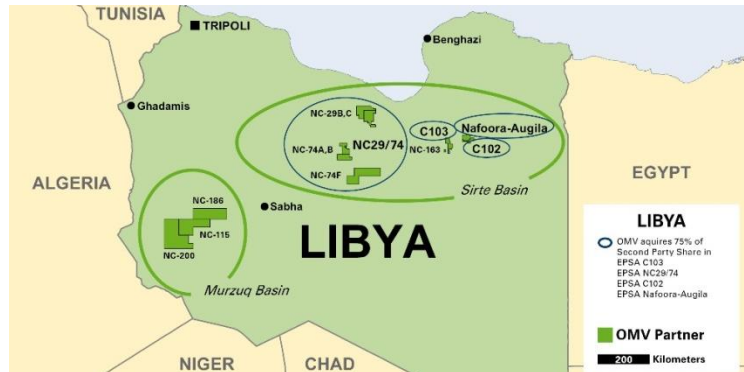 TUNISIA
TRIPOLI
Benghazi
Ghadamis
NC-29B,C
C103
Nafoora-Augila
NC-74A,B
NC29/74
NC-163
C102
NC-74F
ALGERIA
EGYPT
Sirte Basin
NC-186
Sabha
NC-115
LIBYA
NC-200
Murzuq Basin
NIGER
CHAD
LIBYA
OMV aquires 75% of
Second Party Share in
EPSA C103
EPSA NC29/74
EPSA C102
EPSA Nafoora-Augila
OMV Partner
200 Kilometers